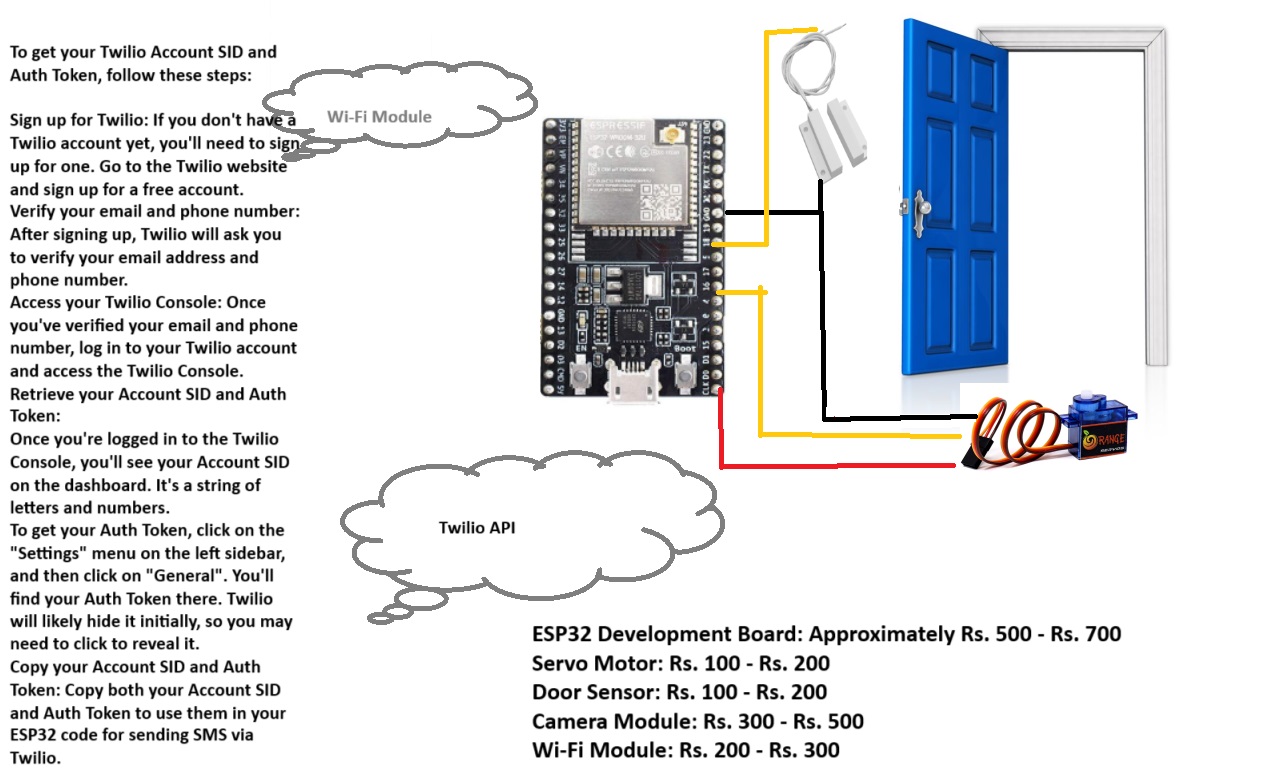 To get your Twilio Account SID and
Auth Token, follow these steps:
Sign up for Twilio: If you don't have a
Twilio account yet, you'll need to sign
up for one. Go to the Twilio website
and sign up for a free account.
Verify your email and phone number:
After signing up, Twilio will ask you
to verify your email address and
phone number.
Access your Twilio Console: Once
you've verified your email and phone
number, log in to your Twilio account
and access the Twilio Console.
Retrieve your Account SID and Auth
Token:
Once you're logged in to the Twilio
Console, you'll see your Account SID
on the dashboard. It's a string of
letters and numbers.
To get your Auth Token, click on the
"Settings" menu on the left sidebar,
and then click on "General". You'll
find your Auth Token there. Twilio
will likely hide it initially, so you may
need to click to reveal it.
Copy your Account SID and Auth
Token: Copy both your Account SID
and Auth Token to use them in your
ESP32 code for sending SMS via
Twilio.
Wi-Fi Module
ESPRESSIF
EN
Boot
RANGE
SERVOS
Twilio API
ESP32 Development Board: Approximately Rs. 500 - Rs. 700
Servo Motor: Rs. 100 - Rs. 200
Door Sensor: Rs. 100 - Rs. 200
Camera Module: Rs. 300 - Rs. 500
Wi-Fi Module: Rs. 200 - Rs. 300